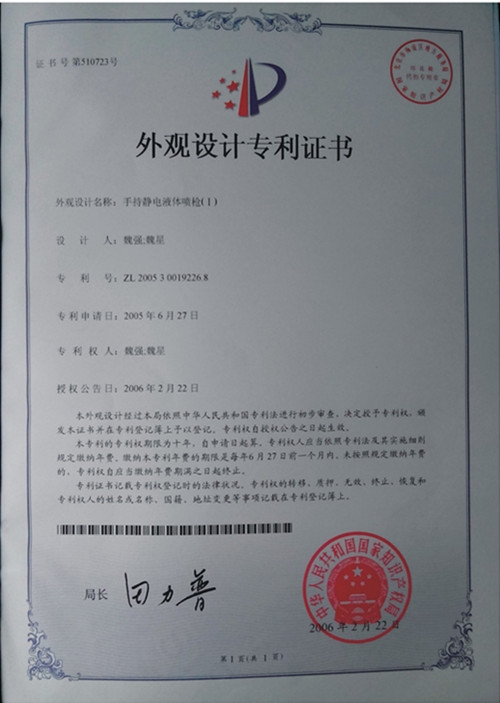 证书号第510723号
外观设计专利证书
外观设计名称：手持静电液体喷枪(1)
设计人：魏强;魏星
专利号：ZL 2005 3 0019226.8
专利申请日：2005年6月27日
专利权人：魏强;魏星
授权公告日：2006年2月22日
本外观设计经过本局依照中华人民共和国专利法进行初步审查，决定授予专利权，颁
发本证书并在专利登记簿上予以登记。专利权自授权公告之日起生效。
本专利的专利权期限为十年，自申请日起算。专利权人应当依照专利法及其实施细则
规定缴纳年费。缴纳本专利年费的期限是每年6月27日前一个月内。未按照规定缴纳年费
的，专利权自应当缴纳年费期满之日起终止。
专利证书记载专利权登记时的法律状况。专利权的转移、质押、无效、终止、恢复和
专利权人的姓名或名称、国籍、地址变更等事项记载在专利登记簿上。
局长 田力普
中华人民共和国国家知识产权局
2006年2月22日
第1页(共1页)